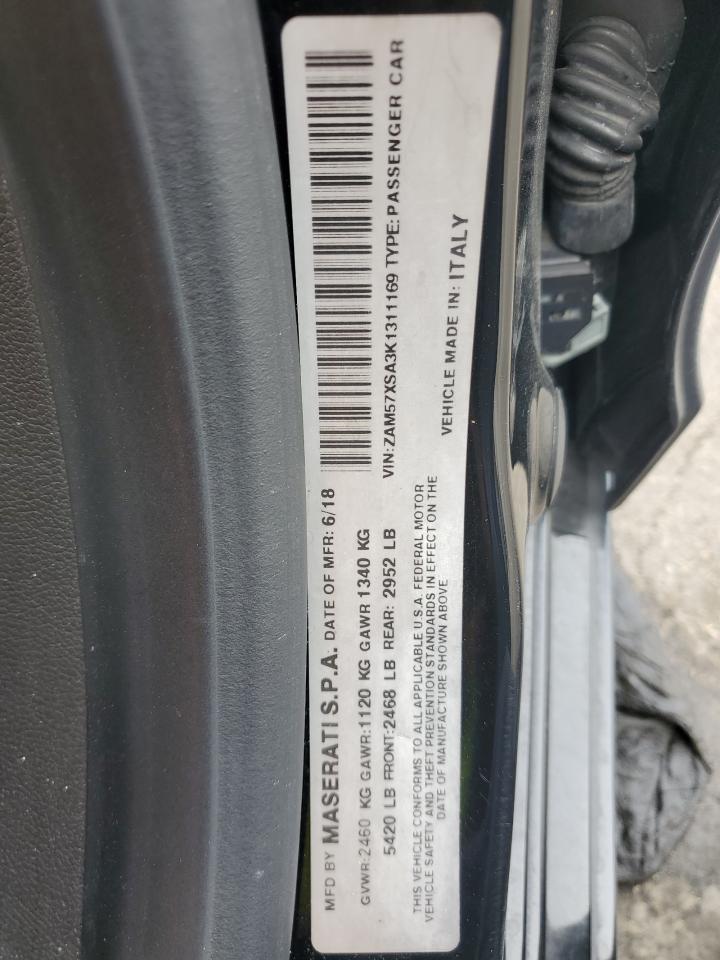 MFD BY MASERATI S.P.A. DATE OF MFR: 6/18
GVWR:2460 KG GAWR:1120 KG GAWR 1340 KG
5420 LB FRONT:2468 LB REAR: 2952 LB
VIN:ZAM57XSA3K1311169 TYPE: PASSENGER CAR
THIS VEHICLE CONFORMS TO ALL APPLICABLE U.S.A. FEDERAL MOTOR
VEHICLE SAFETY AND THEFT PREVENTION STANDARDS IN EFFECT ON THE
DATE OF MANUFACTURE SHOWN ABOVE
VEHICLE MADE IN: ITALY